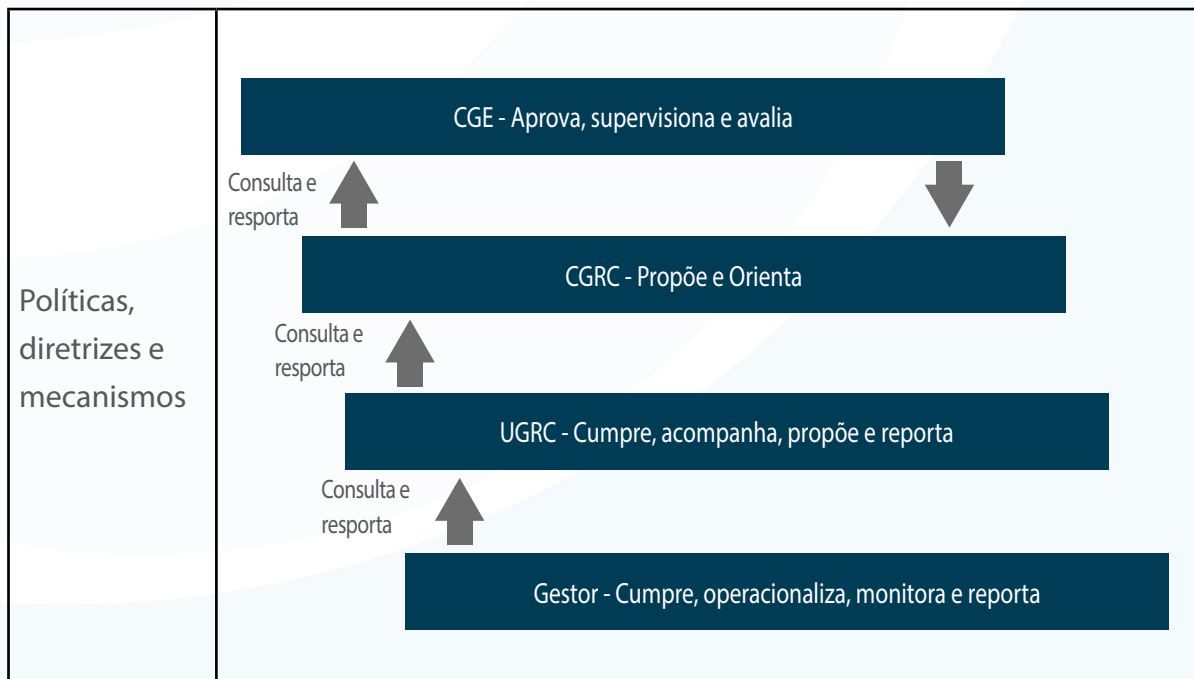 Políticas,
diretrizes e
mecanismos
CGE - Aprova, supervisiona e avalia
Consulta e
resporta
CGRC - Propõe e Orienta
Consulta e
resporta
UGRC - Cumpre, acompanha, propõe e reporta
Consulta e
resporta
Gestor - Cumpre, operacionaliza, monitora e reporta